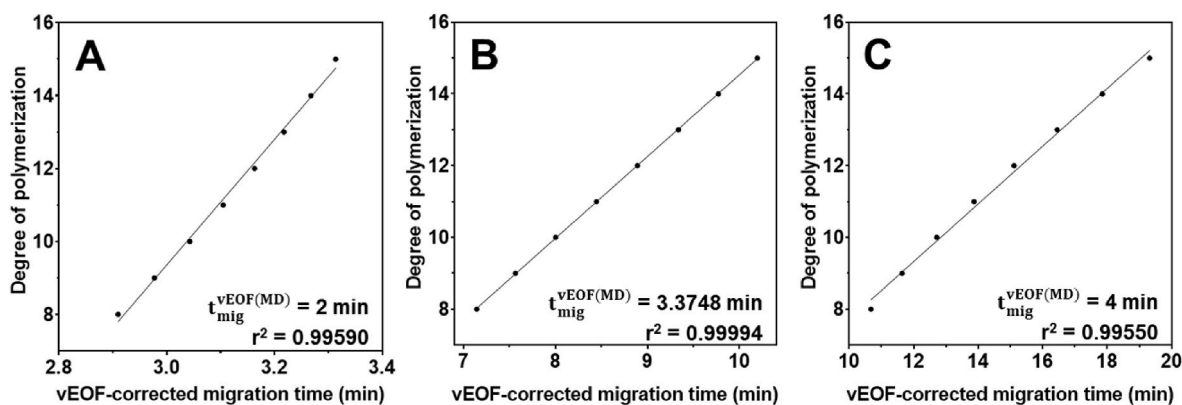 A
Degree of polymerization
16
14
12
10
8
2.8 3.0 3.2 3.4
t_mig^vEOF(MD) = 2 min
r² = 0.99590
vEOF-corrected migration time (min)
B
Degree of polymerization
16
14
12
10
8
7 8 9 10
t_mig^vEOF(MD) = 3.3748 min
r² = 0.99994
vEOF-corrected migration time (min)
C
Degree of polymerization
16
14
12
10
8
10 12 14 16 18 20
t_mig^vEOF(MD) = 4 min
r² = 0.99550
vEOF-corrected migration time (min)